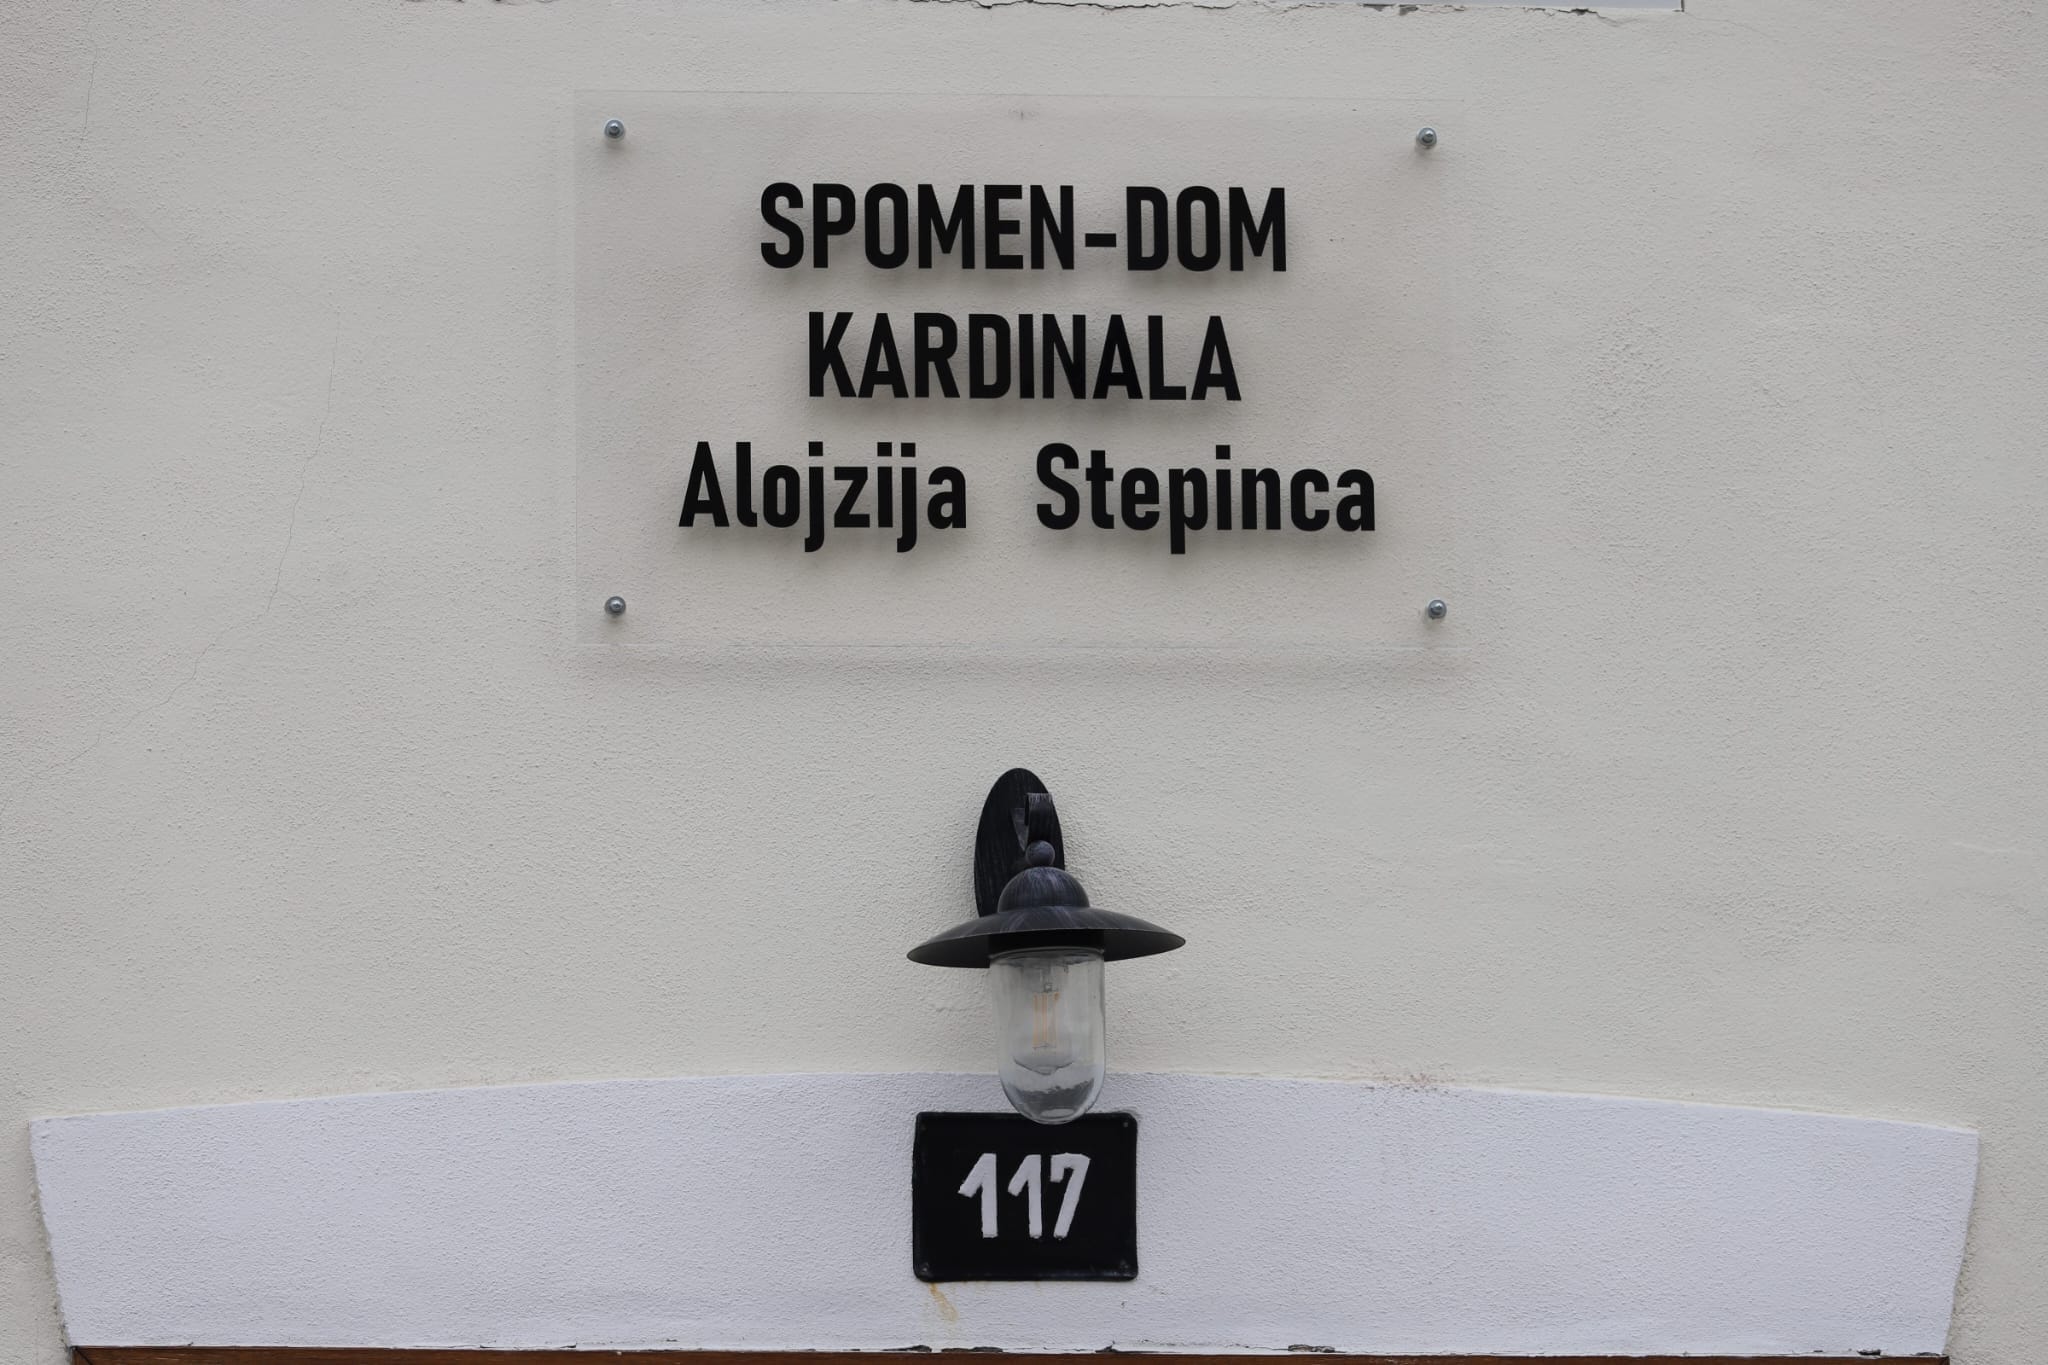 SPOMEN-DOM
KARDINALA
Alojzija Stepinca
117